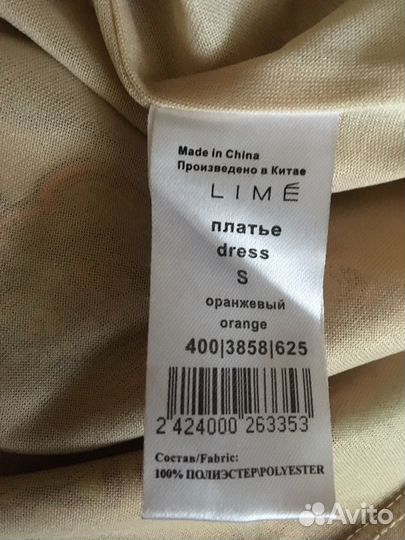 Made in China
Произведено в Китае
LIMÉ
платье
dress
S
оранжевый
orange
400|3858|625
2 424000 263353
Состав/Fabric:
100% ПОЛИЭСТЕР\POLYESTER
Avito